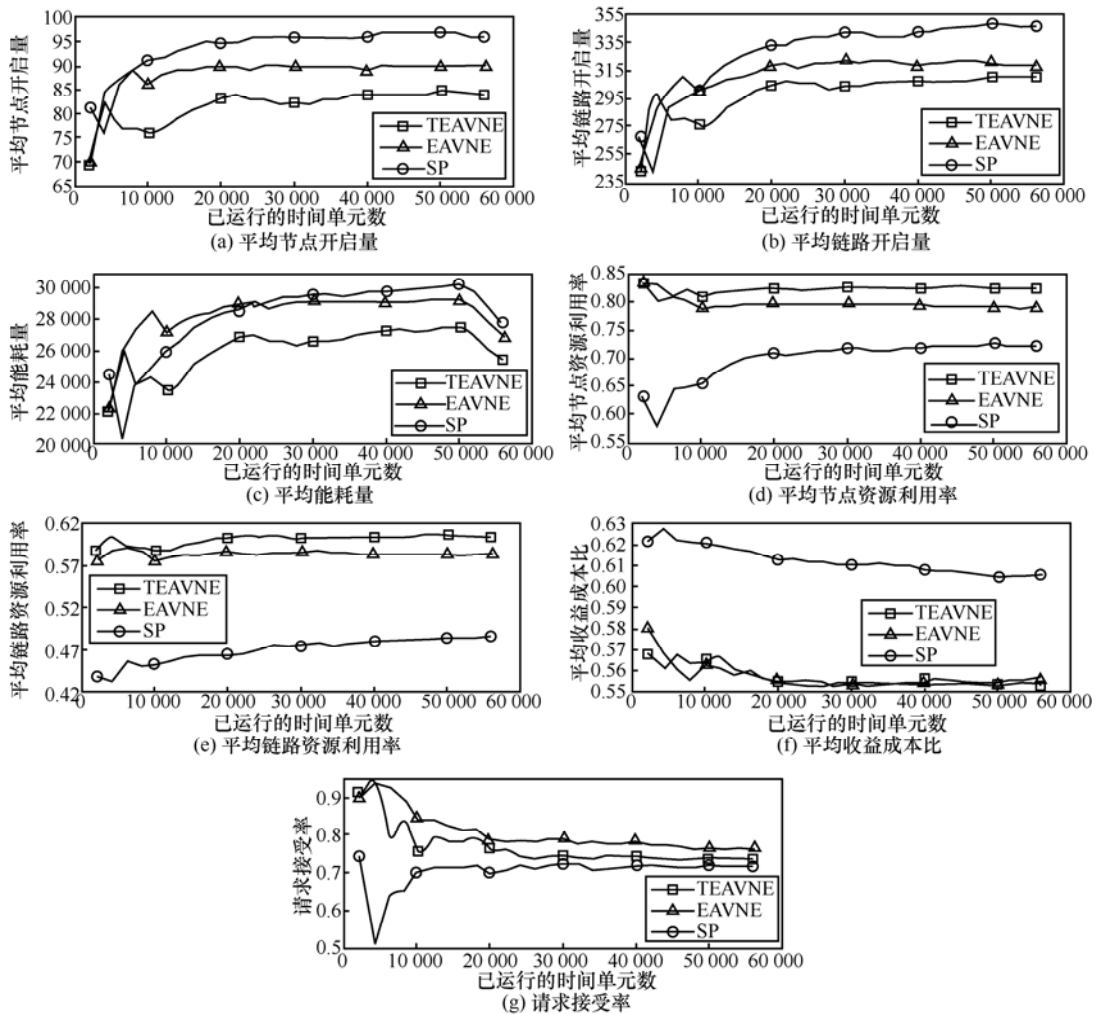 100
95
90
85
80
75
70
65
平均节点开启量
TEAVNE
EAVNE
SP
0
10 000
20 000
30 000
40 000
50 000
60 000
已运行的时间单元数
(a) 平均节点开启量
355
335
315
295
275
255
235
平均链路开启量
TEAVNE
EAVNE
SP
0
10 000
20 000
30 000
40 000
50 000
60 000
已运行的时间单元数
(b) 平均链路开启量
30 000
28 000
26 000
24 000
22 000
20 000
平均能耗量
TEAVNE
EAVNE
SP
0
10 000
20 000
30 000
40 000
50 000
60 000
已运行的时间单元数
(c) 平均能耗量
0.85
0.80
0.75
0.70
0.65
0.60
0.55
平均节点资源利用率
TEAVNE
EAVNE
SP
0
10 000
20 000
30 000
40 000
50 000
60 000
已运行的时间单元数
(d) 平均节点资源利用率
0.62
0.57
0.52
0.47
0.42
平均链路资源利用率
TEAVNE
EAVNE
SP
0
10 000
20 000
30 000
40 000
50 000
60 000
已运行的时间单元数
(e) 平均链路资源利用率
0.63
0.62
0.61
0.60
0.59
0.58
0.57
0.56
0.55
平均收益成本比
TEAVNE
EAVNE
SP
0
10 000
20 000
30 000
40 000
50 000
60 000
已运行的时间单元数
(f) 平均收益成本比
0.9
0.8
0.7
0.6
0.5
请求接受率
TEAVNE
EAVNE
SP
0
10 000
20 000
30 000
40 000
50 000
60 000
已运行的时间单元数
(g) 请求接受率